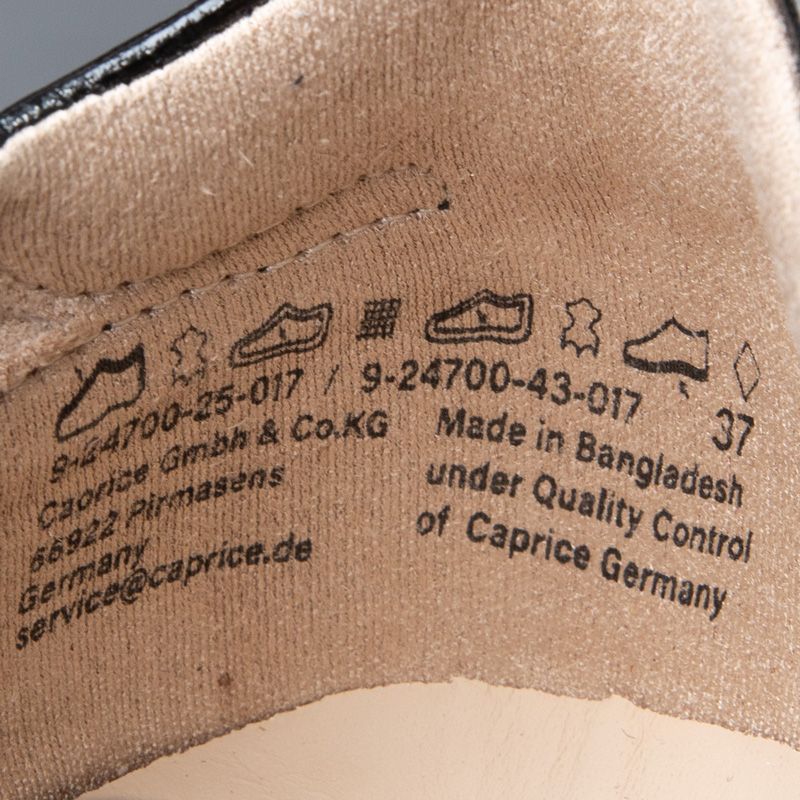 9-24700-25-017 / 9-24700-43-017 37
Caprice Gmbh & Co.KG
66922 Pirmasens
Germany
service@caprice.de
Made in Bangladesh
under Quality Control
of Caprice Germany